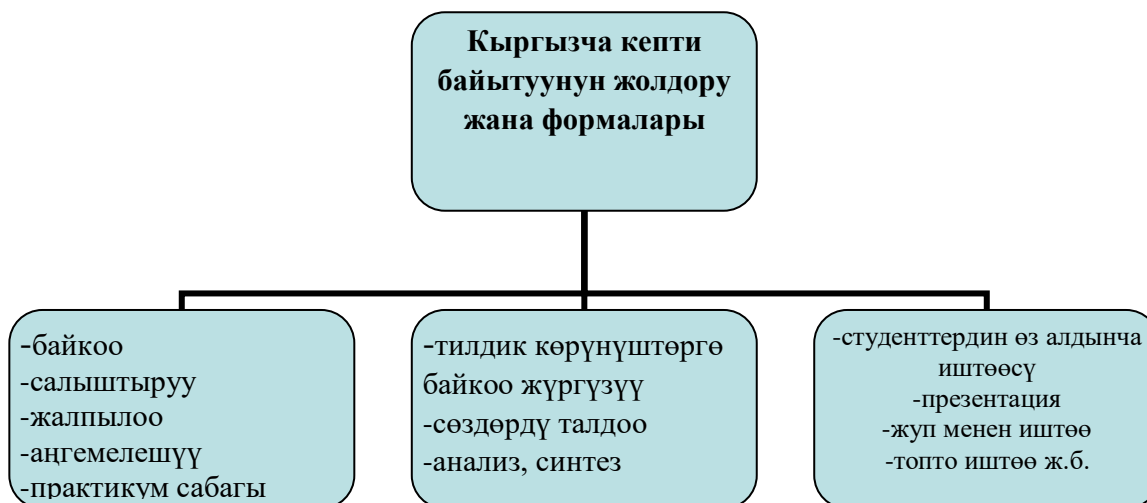 Кыргызча кепти
байытуунун жолдору
жана формалары
-байкоо
-салыштыруу
-жалпылоо
-аңгемелешүү
-практикум сабагы
-тилдик көрүнүштөргө
байкоо жүргүзүү
-сөздөрдү талдоо
-анализ, синтез
-студенттердин өз алдынча
иштөөсү
-презентация
-жуп менен иштөө
-топто иштөө ж.б.